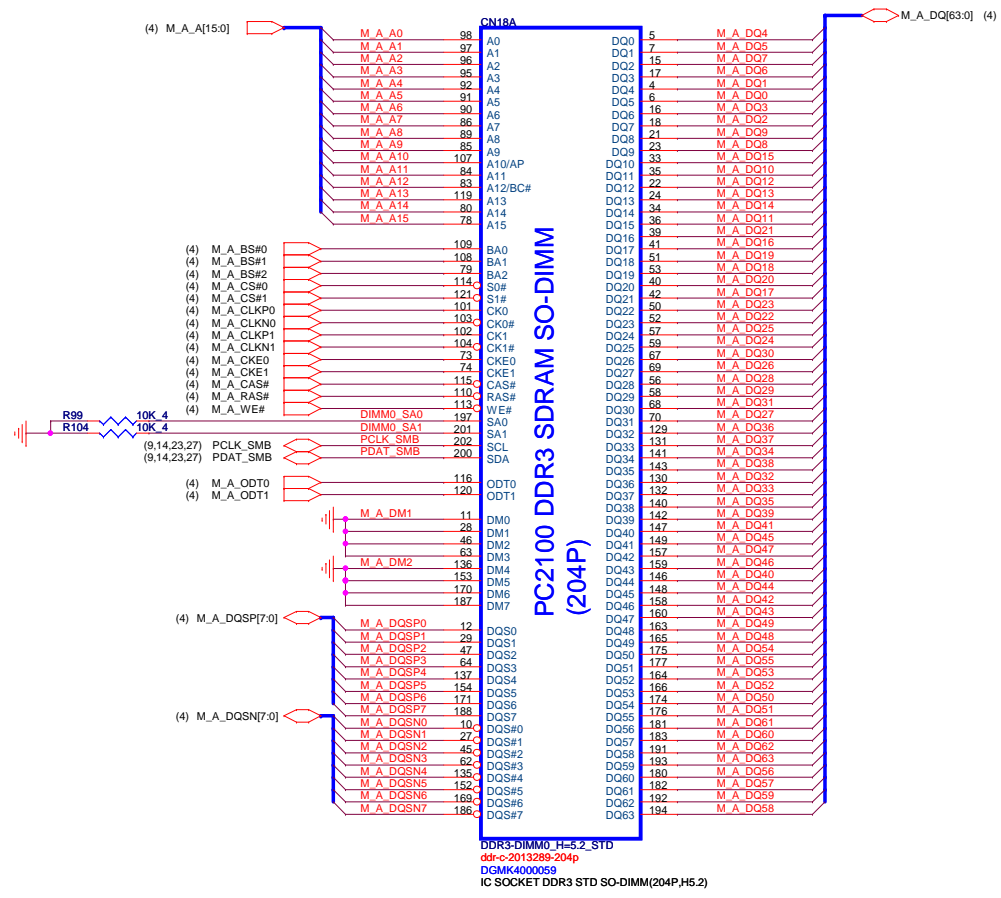 CN18A
(4) M_A_A[15:0]
M_A_A0 98 A0
M_A_A1 97 A1
M_A_A2 96 A2
M_A_A3 95 A3
M_A_A4 92 A4
M_A_A5 91 A5
M_A_A6 90 A6
M_A_A7 86 A7
M_A_A8 89 A8
M_A_A9 85 A9
M_A_A10 107 A10/AP
M_A_A11 84 A11
M_A_A12 83 A12/BC#
M_A_A13 119 A13
M_A_A14 80 A14
M_A_A15 78 A15
(4) M_A_BS#0 109 BA0
(4) M_A_BS#1 108 BA1
(4) M_A_BS#2 79 BA2
(4) M_A_CS#0 114 S0#
(4) M_A_CS#1 121 S1#
(4) M_A_CLKP0 101 CK0
(4) M_A_CLKN0 103 CK0#
(4) M_A_CLKP1 102 CK1
(4) M_A_CLKN1 104 CK1#
(4) M_A_CKE0 73 CKE0
(4) M_A_CKE1 74 CKE1
(4) M_A_CAS# 115 CAS#
(4) M_A_RAS# 110 RAS#
(4) M_A_WE# 113 WE#
R99 10K_4 DIMM0_SA0 197 SA0
R104 10K_4 DIMM0_SA1 201 SA1
(9,14,23,27) PCLK_SMB PCLK_SMB 202 SCL
(9,14,23,27) PDAT_SMB PDAT_SMB 200 SDA
(4) M_A_ODT0 116 ODT0
(4) M_A_ODT1 120 ODT1
M_A_DM1 11 DM0
28 DM1
46 DM2
63 DM3
M_A_DM2 136 DM4
153 DM5
170 DM6
187 DM7
(4) M_A_DQSP[7:0]
M_A_DQSP0 12 DQS0
M_A_DQSP1 29 DQS1
M_A_DQSP2 47 DQS2
M_A_DQSP3 64 DQS3
M_A_DQSP4 137 DQS4
M_A_DQSP5 154 DQS5
M_A_DQSP6 171 DQS6
M_A_DQSP7 188 DQS7
(4) M_A_DQSN[7:0]
M_A_DQSN0 10 DQS#0
M_A_DQSN1 27 DQS#1
M_A_DQSN2 45 DQS#2
M_A_DQSN3 62 DQS#3
M_A_DQSN4 135 DQS#4
M_A_DQSN5 152 DQS#5
M_A_DQSN6 169 DQS#6
M_A_DQSN7 186 DQS#7
PC2100 DDR3 SDRAM SO-DIMM
(204P)
M_A_DQ[63:0] (4)
DQ0 5 M_A_DQ4
DQ1 7 M_A_DQ5
DQ2 15 M_A_DQ7
DQ3 17 M_A_DQ6
DQ4 4 M_A_DQ1
DQ5 6 M_A_DQ0
DQ6 16 M_A_DQ3
DQ7 18 M_A_DQ2
DQ8 21 M_A_DQ9
DQ9 23 M_A_DQ8
DQ10 33 M_A_DQ15
DQ11 35 M_A_DQ10
DQ12 22 M_A_DQ12
DQ13 24 M_A_DQ13
DQ14 34 M_A_DQ14
DQ15 36 M_A_DQ11
DQ16 39 M_A_DQ21
DQ17 41 M_A_DQ16
DQ18 51 M_A_DQ19
DQ19 53 M_A_DQ18
DQ20 40 M_A_DQ20
DQ21 42 M_A_DQ17
DQ22 50 M_A_DQ23
DQ23 52 M_A_DQ22
DQ24 57 M_A_DQ25
DQ25 59 M_A_DQ24
DQ26 67 M_A_DQ30
DQ27 69 M_A_DQ26
DQ28 56 M_A_DQ28
DQ29 58 M_A_DQ29
DQ30 68 M_A_DQ31
DQ31 70 M_A_DQ27
DQ32 129 M_A_DQ36
DQ33 131 M_A_DQ37
DQ34 141 M_A_DQ34
DQ35 143 M_A_DQ38
DQ36 130 M_A_DQ32
DQ37 132 M_A_DQ33
DQ38 140 M_A_DQ35
DQ39 142 M_A_DQ39
DQ40 147 M_A_DQ41
DQ41 149 M_A_DQ45
DQ42 157 M_A_DQ47
DQ43 159 M_A_DQ46
DQ44 146 M_A_DQ40
DQ45 148 M_A_DQ44
DQ46 158 M_A_DQ42
DQ47 160 M_A_DQ43
DQ48 163 M_A_DQ49
DQ49 165 M_A_DQ48
DQ50 175 M_A_DQ54
DQ51 177 M_A_DQ55
DQ52 164 M_A_DQ53
DQ53 166 M_A_DQ52
DQ54 174 M_A_DQ50
DQ55 176 M_A_DQ51
DQ56 181 M_A_DQ61
DQ57 183 M_A_DQ60
DQ58 191 M_A_DQ62
DQ59 193 M_A_DQ63
DQ60 180 M_A_DQ56
DQ61 182 M_A_DQ57
DQ62 192 M_A_DQ59
DQ63 194 M_A_DQ58
DDR3-DIMM0_H=5.2_STD
ddr-c-2013289-204p
DGMK4000059
IC SOCKET DDR3 STD SO-DIMM(204P,H5.2)